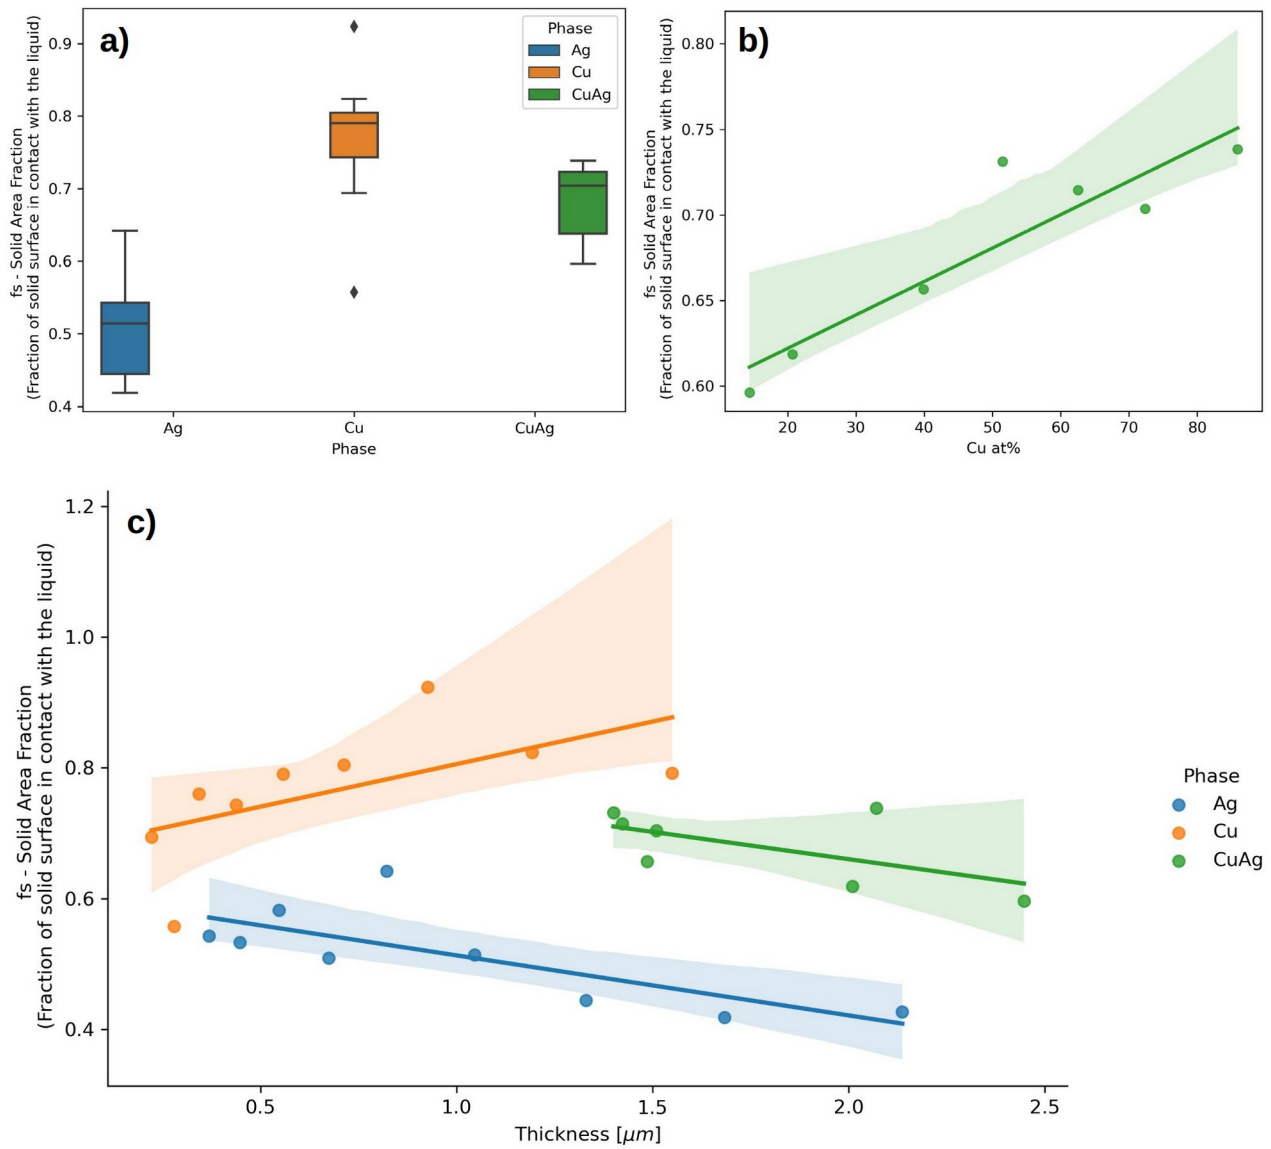 a)
fs - Solid Area Fraction
(Fraction of solid surface in contact with the liquid)
0.9
0.8
0.7
0.6
0.5
0.4
Phase
Ag
Cu
CuAg
Ag
Cu
CuAg
Phase
b)
fs - Solid Area Fraction
(Fraction of solid surface in contact with the liquid)
0.80
0.75
0.70
0.65
0.60
20
30
40
50
60
70
80
Cu at%
c)
fs - Solid Area Fraction
(Fraction of solid surface in contact with the liquid)
1.2
1.0
0.8
0.6
0.4
0.5
1.0
1.5
2.0
2.5
Thickness [μm]
Phase
Ag
Cu
CuAg